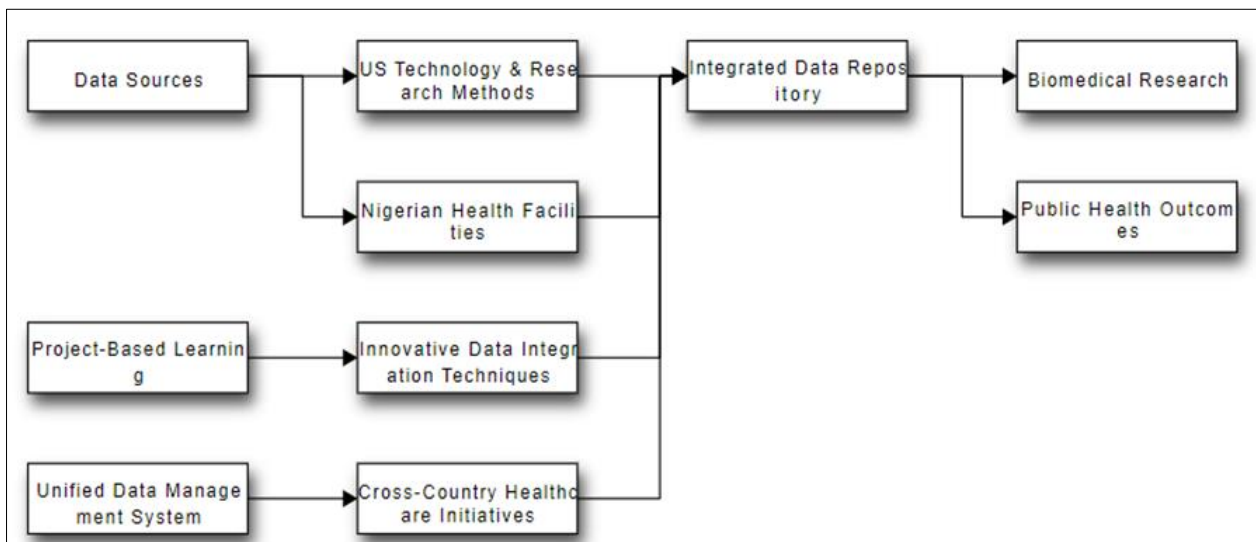 Data Sources
US Technology & Rese
arch Methods
Integrated Data Repos
itory
Biomedical Research
Nigerian Health Facili
ties
Public Health Outcom
es
Project-Based Learnin
g
Innovative Data Integr
ation Techniques
Unified Data Manage
ment System
Cross-Country Healthc
are Initiatives